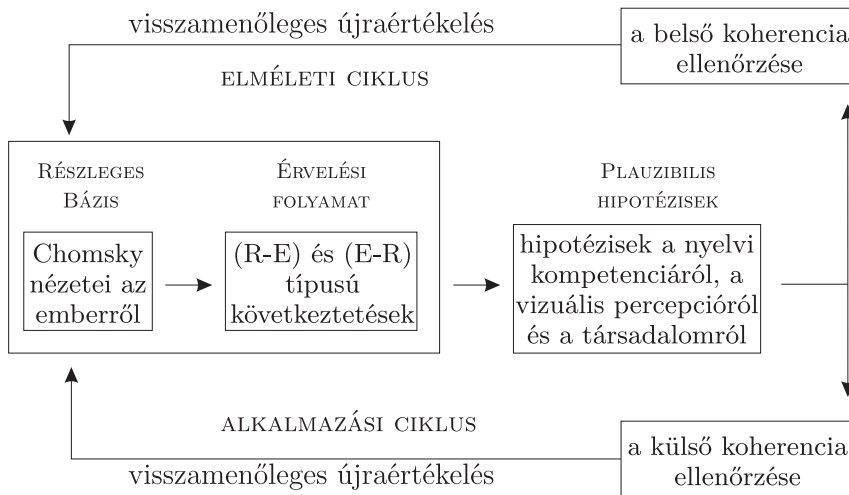 visszamenőleges újraértékelés
a belső koherencia
ellenőrzése
ELMÉLETI CIKLUS
RÉSZLEGES
BÁZIS
ÉRVELÉSI
FOLYAMAT
PLAUZIBILIS
HIPOTÉZISEK
Chomsky
nézetei az
emberről
(R-E) és (E-R)
típusú
következtetések
hipotézisek a nyelvi
kompetenciáról, a
vizuális percepcióról
és a társadalomról
ALKALMAZÁSI CIKLUS
visszamenőleges újraértékelés
a külső koherencia
ellenőrzése